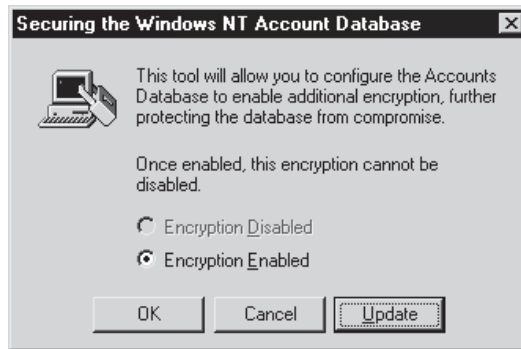 Securing the Windows NT Account Database
This tool will allow you to configure the Accounts
Database to enable additional encryption, further
protecting the database from compromise.
Once enabled, this encryption cannot be
disabled.
Encryption Disabled
Encryption Enabled
OK Cancel Update